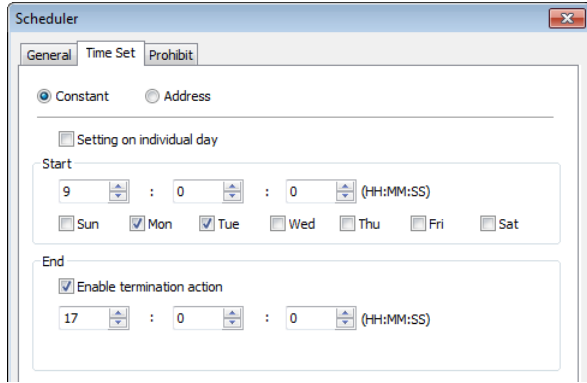 Scheduler
General Time Set Prohibit
Constant Address
Setting on individual day
Start
9 : 0 : 0 (HH:MM:SS)
Sun Mon Tue Wed Thu Fri Sat
End
Enable termination action
17 : 0 : 0 (HH:MM:SS)